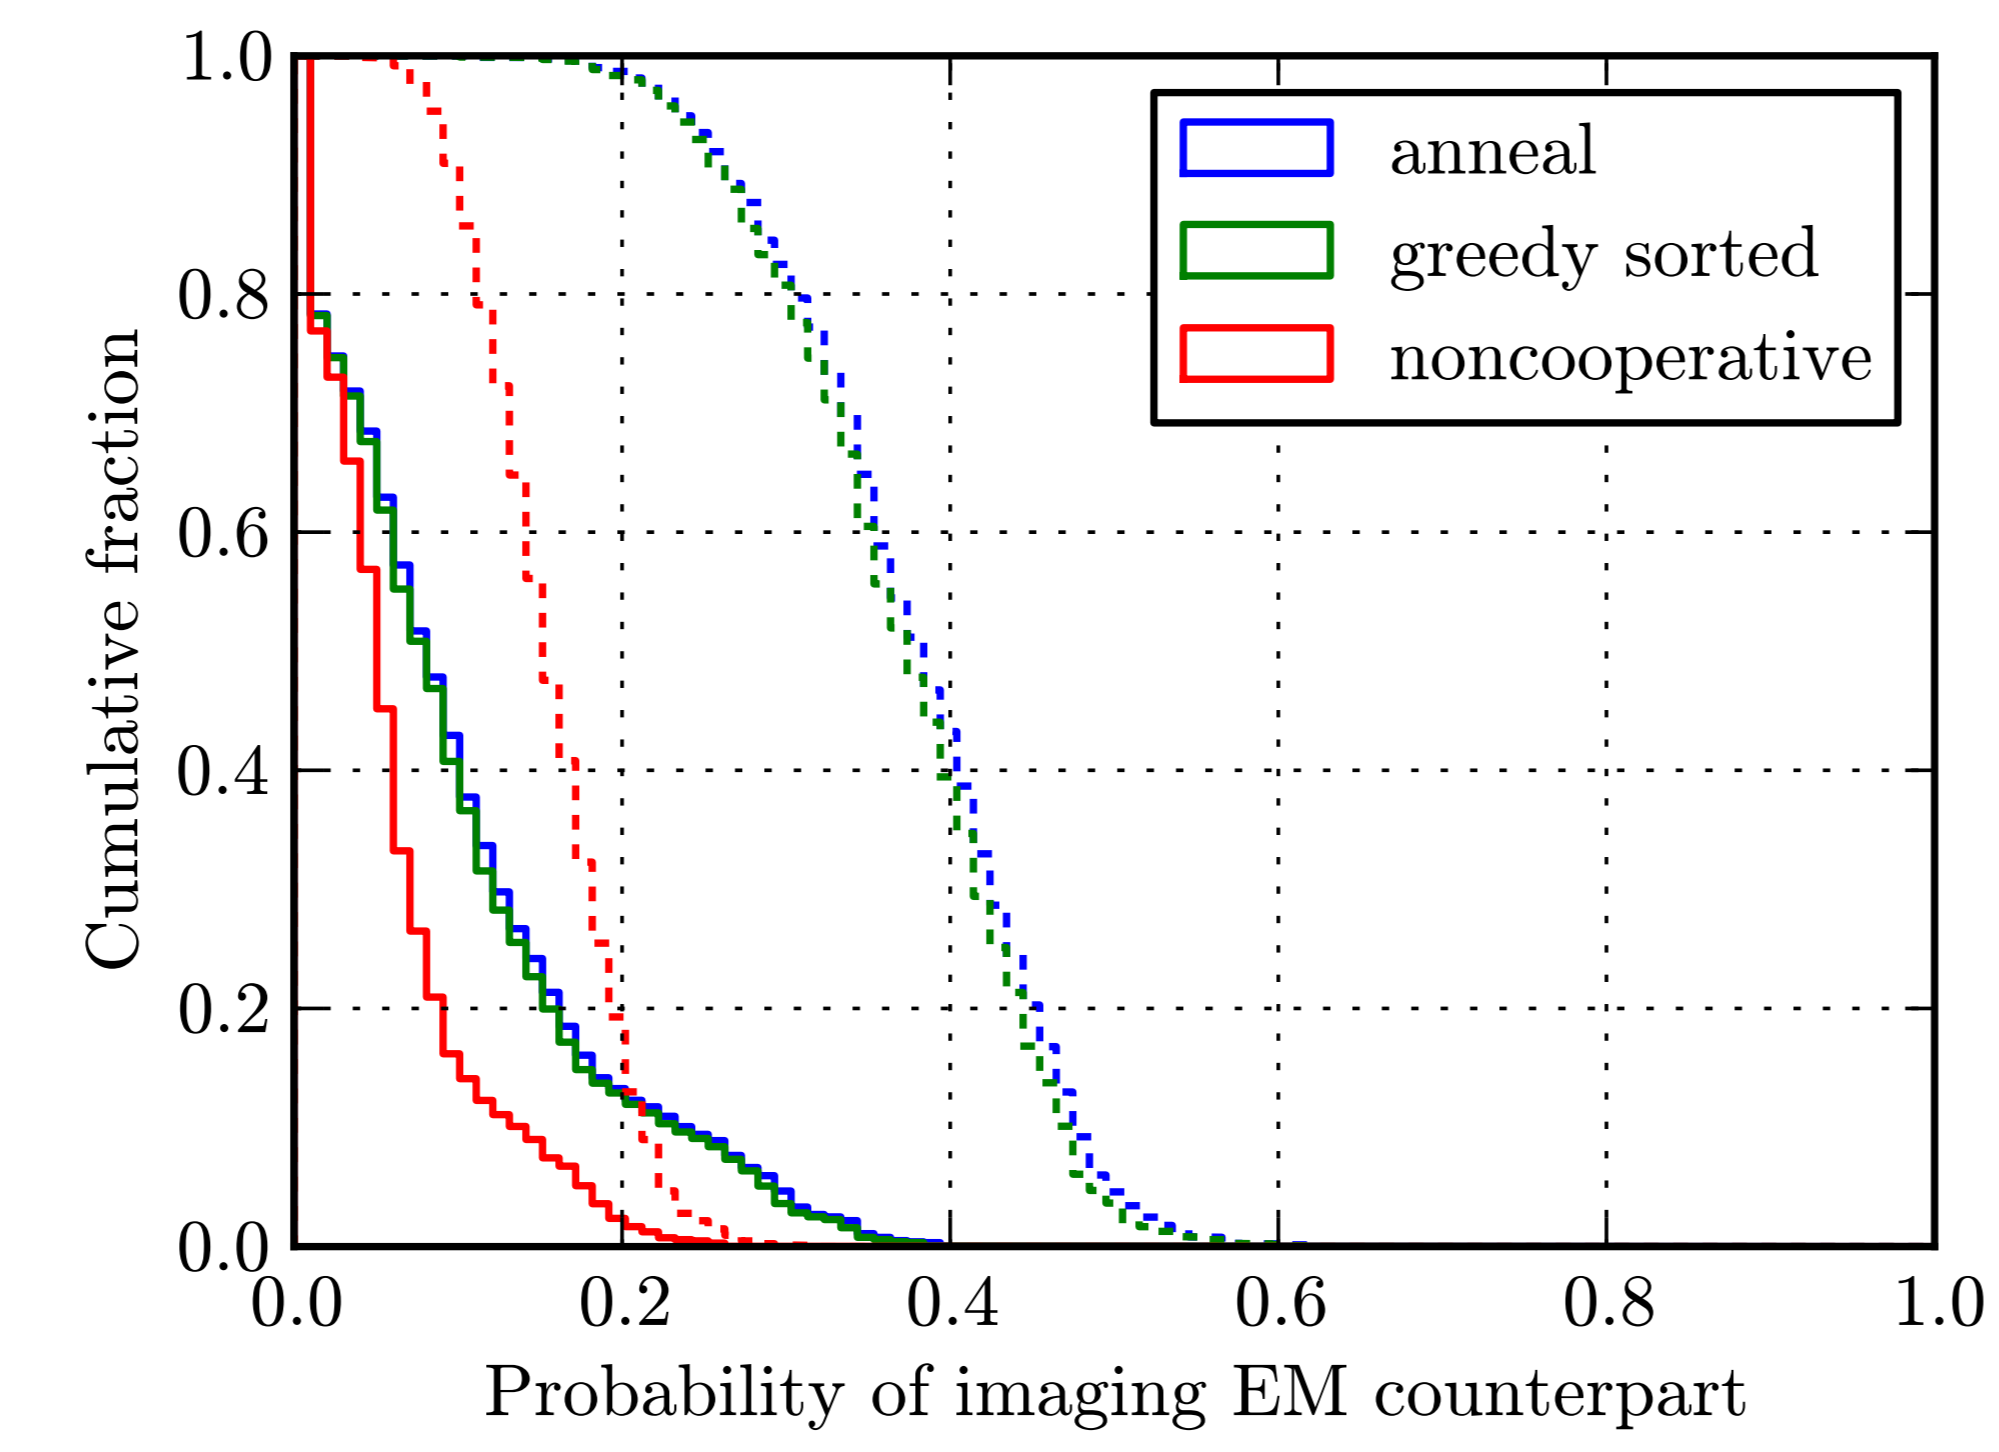 1.0
0.8
0.6
0.4
0.2
0.0
Cumulative fraction
anneal
greedy sorted
noncooperative
0.0 0.2 0.4 0.6 0.8 1.0
Probability of imaging EM counterpart